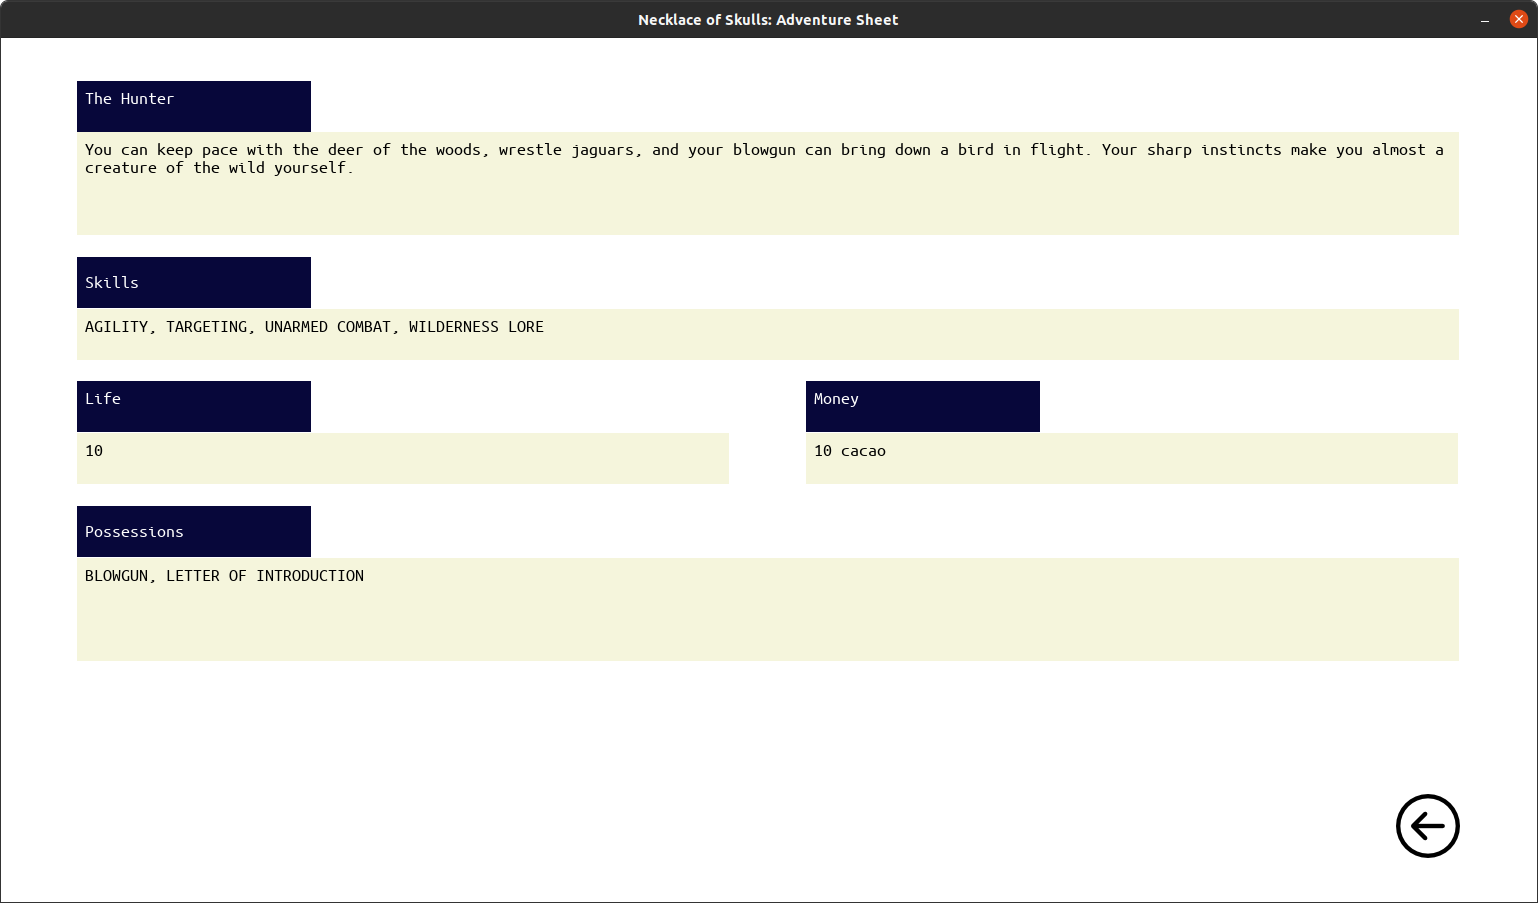 Necklace of Skulls: Adventure Sheet
The Hunter
You can keep pace with the deer of the woods, wrestle jaguars, and your blowgun can bring down a bird in flight. Your sharp instincts make you almost a
creature of the wild yourself.
Skills
AGILITY, TARGETING, UNARMED COMBAT, WILDERNESS LORE
Life
10
Money
10 cacao
Possessions
BLOWGUN, LETTER OF INTRODUCTION